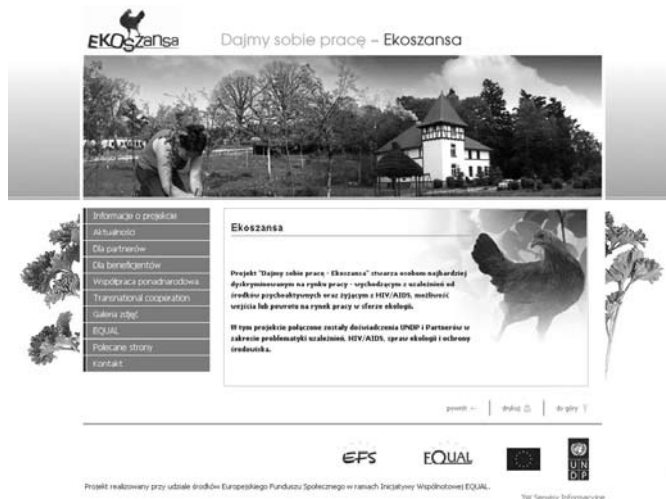 EKOSzansa
Dajmy sobie pracę – Ekoszansa
Informacje o projekcie
Aktualności
Dla partnerów
Dla beneficjentów
Współpraca ponadnarodowa
Transnational cooperation
Galeria zdjęć
EQUAL
Polecane strony
Kontakt
Ekoszansa
Projekt "Dajmy sobie pracę - Ekoszansa" stwarza osobom najbardziej
dyskryminowanym na rynku pracy - wychodzącym z uzależnień od
środków psychoaktywnych oraz żyjącym z HIV/AIDS, możliwość
wejścia lub powrotu na rynek pracy w sferze ekologii.
W tym projekcie połączone zostały doświadczenia UNDP i Partnerów w
zakresie problematyki uzależnień, HIV/AIDS, spraw ekologii i ochrony
środowiska.
powrót
drukuj
do góry
EFS
EQUAL
UN
DP
Projekt realizowany przy udziale środków Europejskiego Funduszu Społecznego w ramach Inicjatywy Wspólnotowej EQUAL.
Serwisy Informacyjne